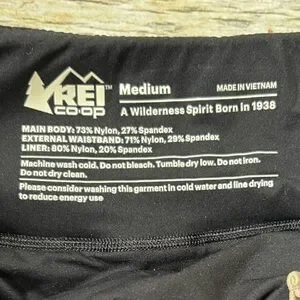 REI
co·op
Medium
MADE IN VIETNAM
A Wilderness Spirit Born in 1938
MAIN BODY: 73% Nylon, 27% Spandex
EXTERNAL WAISTBAND: 71% Nylon, 29% Spandex
LINER: 80% Nylon, 20% Spandex
Machine wash cold. Do not bleach. Tumble dry low. Do not iron.
Do not dry clean.
Please consider washing this garment in cold water and line drying
to reduce energy use